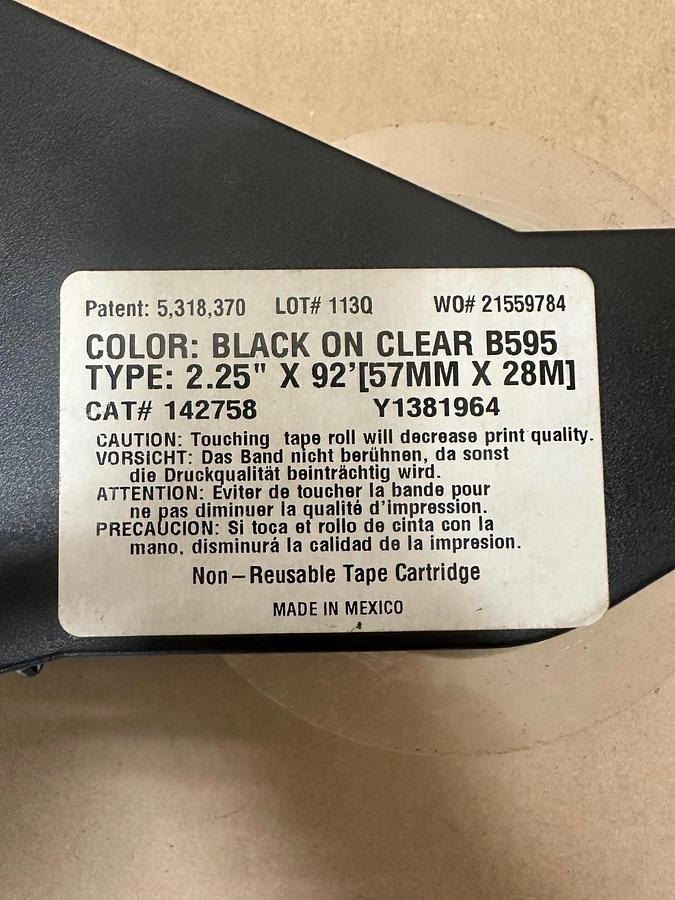 Patent: 5,318,370 LOT# 113Q WO# 21559784
COLOR: BLACK ON CLEAR B595
TYPE: 2.25" X 92'[57MM X 28M]
CAT# 142758 Y1381964
CAUTION: Touching tape roll will decrease print quality.
VORSICHT: Das Band nicht berühnen, da sonst
die Druckqualität beinträchtig wird.
ATTENTION: Eviter de toucher la bande pour
ne pas diminuer la qualité d'impression.
PRECAUCION: Si toca et rollo de cinta con la
mano, disminurá la calidad de la impresion.
Non-Reusable Tape Cartridge
MADE IN MEXICO